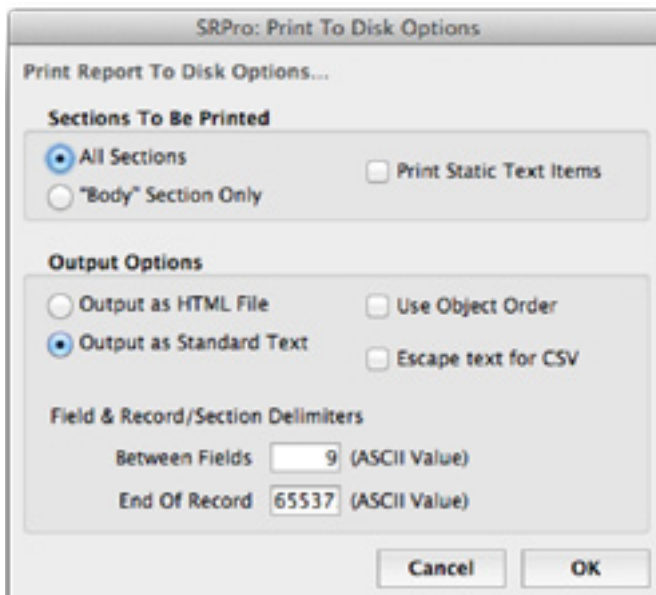 SRPro: Print To Disk Options
Print Report To Disk Options...
Sections To Be Printed
All Sections
Print Static Text Items
"Body" Section Only
Output Options
Output as HTML File
Use Object Order
Output as Standard Text
Escape text for CSV
Field & Record/Section Delimiters
Between Fields 9 (ASCII Value)
End Of Record 65537 (ASCII Value)
Cancel OK